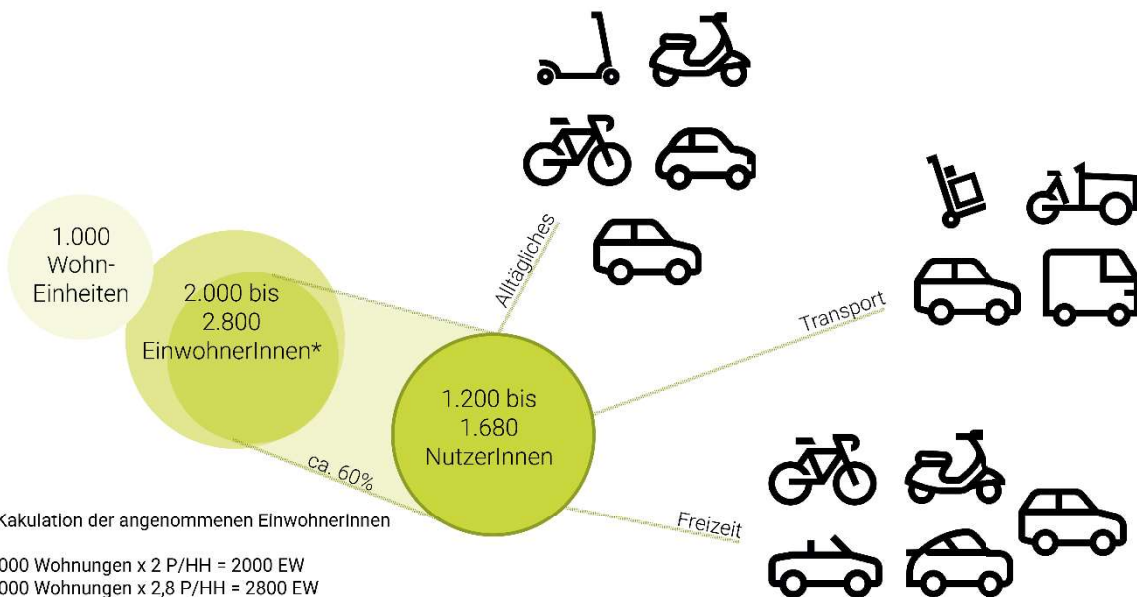 1.000
Wohn-
Einheiten
2.000 bis
2.800
EinwohnerInnen*
ca. 60%
1.200 bis
1.680
NutzerInnen
Alltägliches
Transport
Freizeit
Kakulation der angenommenen EinwohnerInnen
000 Wohnungen x 2 P/HH = 2000 EW
000 Wohnungen x 2,8 P/HH = 2800 EW